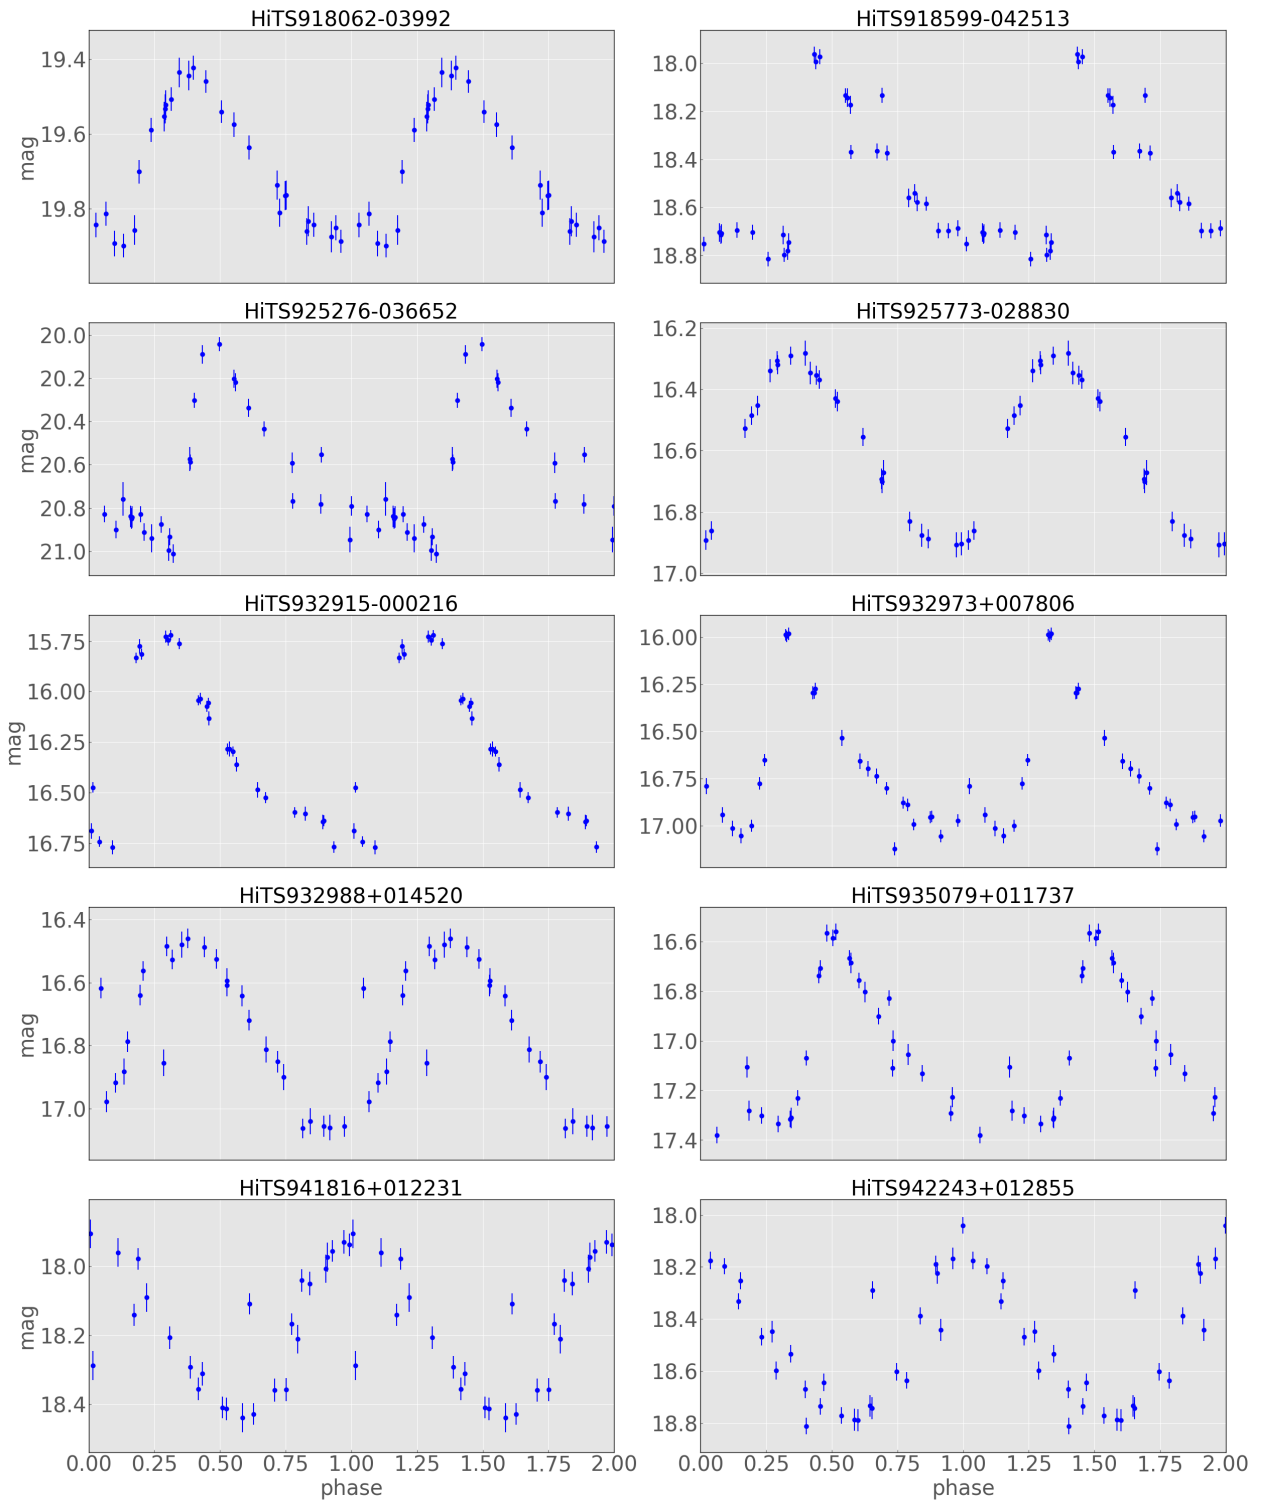 HiTS918062-03992
HiTS918599-042513
19.4
19.6
19.8
mag
18.0
18.2
18.4
18.6
18.8
HiTS925276-036652
HiTS925773-028830
20.0
20.2
20.4
20.6
20.8
21.0
mag
16.2
16.4
16.6
16.8
17.0
HiTS932915-000216
HiTS932973+007806
15.75
16.00
16.25
16.50
16.75
mag
16.00
16.25
16.50
16.75
17.00
HiTS932988+014520
HiTS935079+011737
16.4
16.6
16.8
17.0
mag
16.6
16.8
17.0
17.2
17.4
HiTS941816+012231
HiTS942243+012855
18.0
18.2
18.4
mag
18.0
18.2
18.4
18.6
18.8
0.00 0.25 0.50 0.75 1.00 1.25 1.50 1.75 2.00
0.00 0.25 0.50 0.75 1.00 1.25 1.50 1.75 2.00
phase
phase